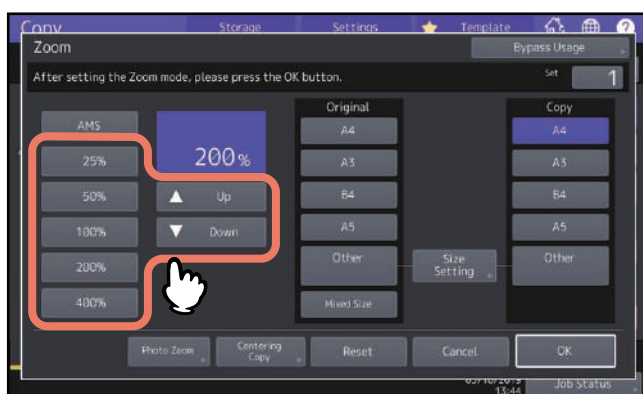 Copy Storage Settings Template
Zoom Bypass Usage
After setting the Zoom mode, please press the OK button. Set 1
Original Copy
AMS A4 A4
25% 200% A3 A3
50% Up B4 B4
100% Down A5 A5
200% Other Size Setting Other
400% Mixed Size
Photo Zoom Centering Copy Reset Cancel OK
13:44 Job Status